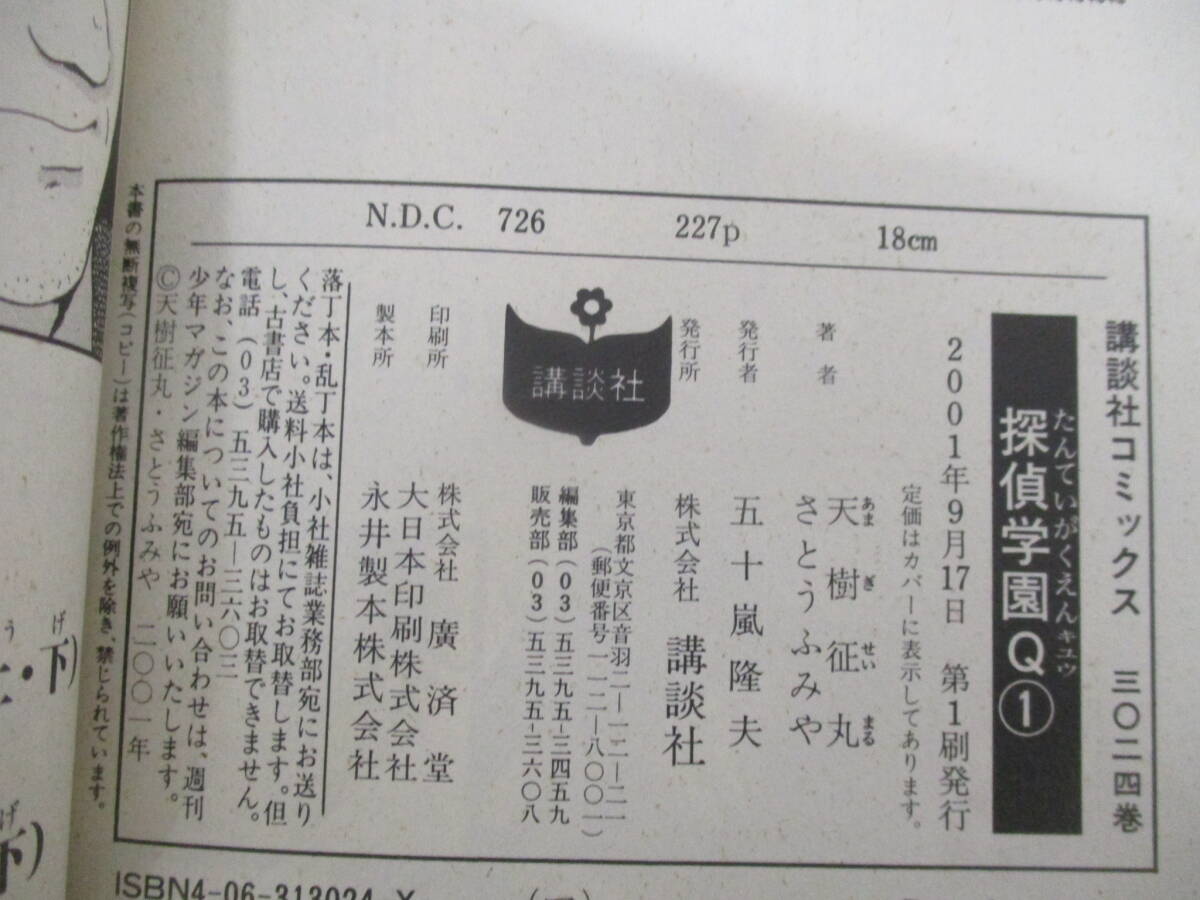 N.D.C. 726 227p 18cm
講談社コミックス 三〇二四巻
たんていがくえんキュウ
探偵学園Q①
2001年9月17日 第1刷発行
定価はカバーに表示してあります。
著者
あまぎせいまる
天樹征丸
さとうふみや
発行者 五十嵐隆夫
発行所 株式会社 講談社
東京都文京区音羽二-一二-二一
(郵便番号一一二-八〇〇一)
編集部(03)五三九五-三四五九
販売部(03)五三九五-三六〇八
講談社
印刷所 株式会社 廣済堂
大日本印刷株式会社
製本所 永井製本株式会社
落丁本・乱丁本は、小社雑誌業務部宛にお送り
ください。送料小社負担にてお取替します。但
し、古書店で購入したものはお取替できません。
電話(03)五三九五-三六〇三
なお、この本についてのお問い合わせは、週刊
少年マガジン編集部宛にお願いいたします。
©天樹征丸・さとうふみや 二〇〇一年
本書の無断複写(コピー)は著作権法上での例外を除き、禁じられています。
ISBN4-06-313024-X